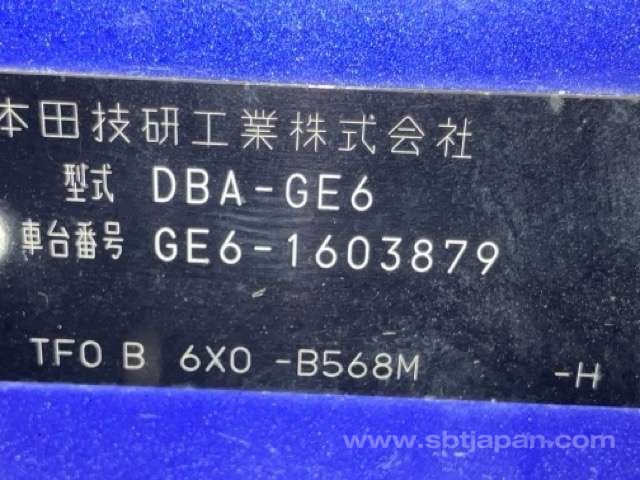 本田技研工業株式会社
型式 DBA-GE6
車台番号 GE6-1603879
TFO B 6XO -B568M -H
www.sbtjapan.com